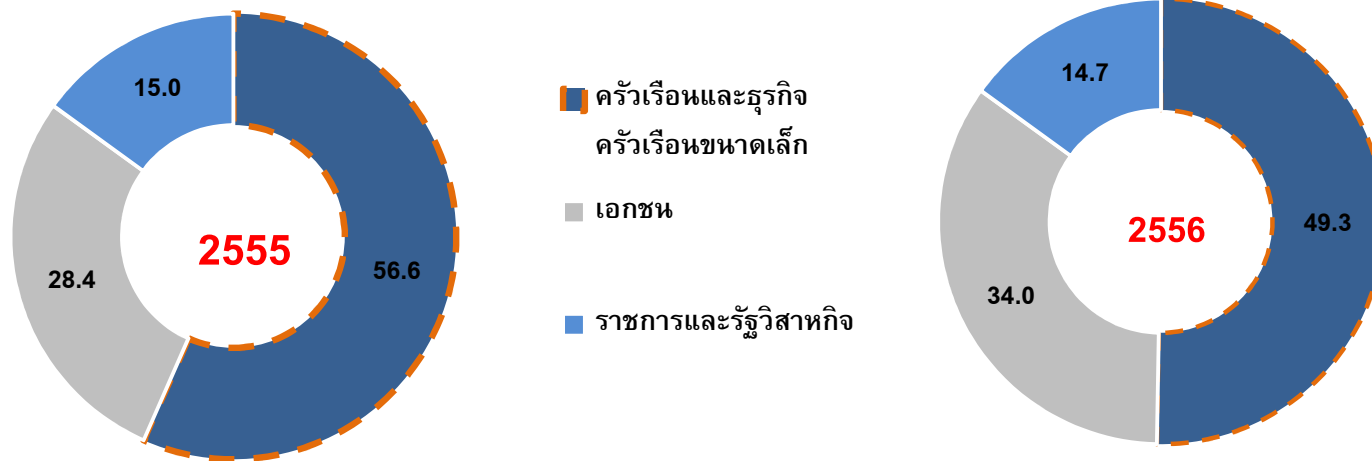 15.0
28.4
2555
56.6
ครัวเรือนและธุรกิจ
ครัวเรือนขนาดเล็ก
เอกชน
ราชการและรัฐวิสาหกิจ
14.7
34.0
2556
49.3